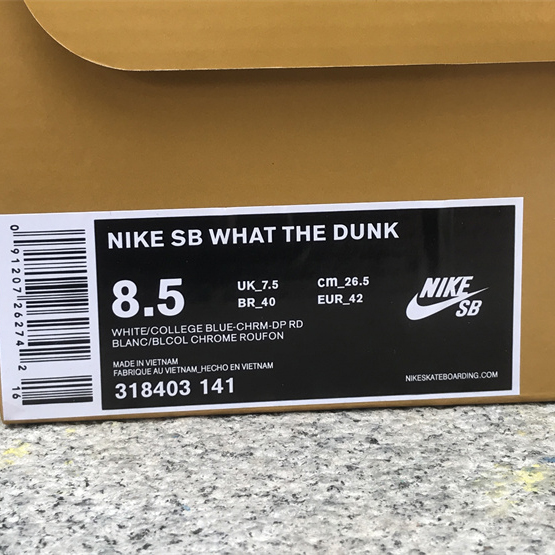 NIKE SB WHAT THE DUNK
8.5
UK_7.5 cm_26.5
BR_40 EUR_42
WHITE/COLLEGE BLUE-CHRM-DP RD
BLANC/BLCOL CHROME ROUFON
MADE IN VIETNAM
FABRIQUE AU VIETNAM_HECHO EN VIETNAM
318403 141
NIKE
SB
NIKESKATEBOARDING.COM
0 91207 26274 2
16